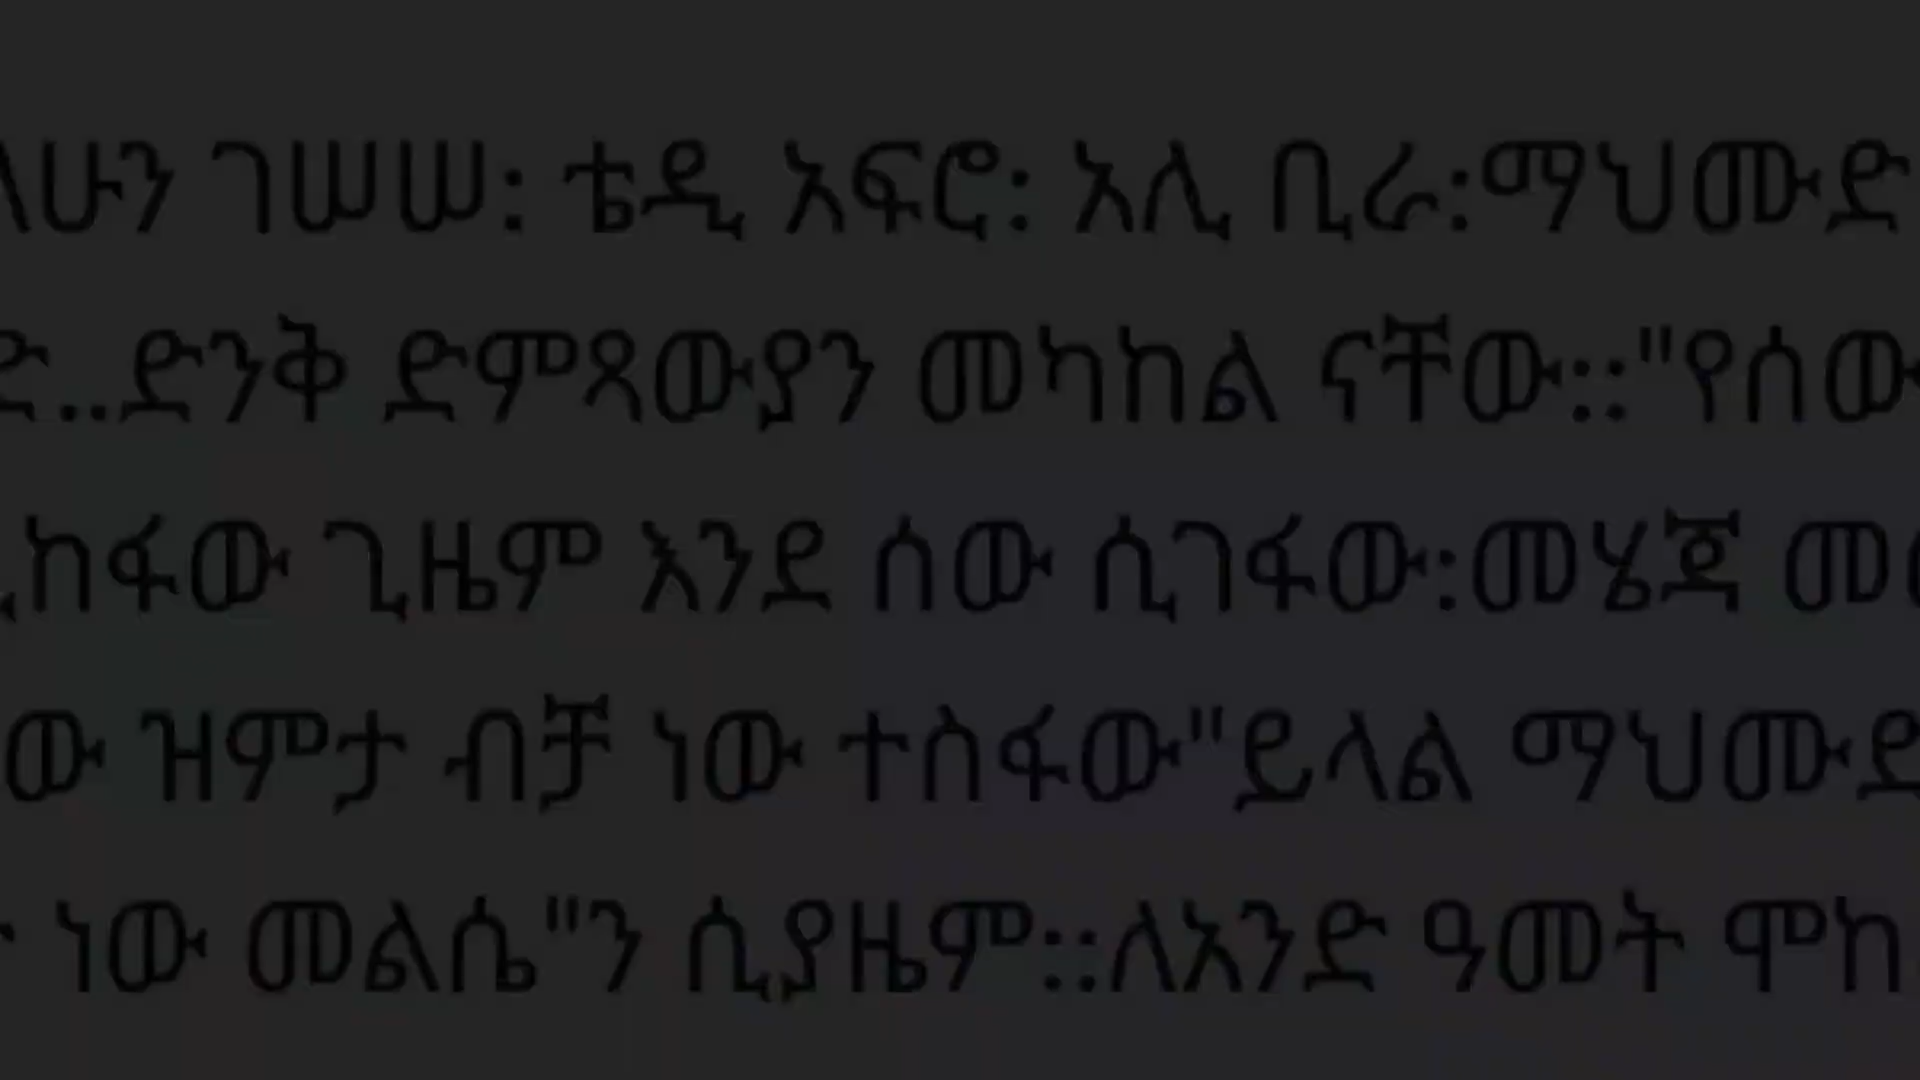 ላሁን ገሠሠ: ቴዲ አፍሮ: አሊ ቢራ:ማህሙድ
ድ..ድንቅ ድምጻውያን መካከል ናቸው::"የሰው
ከፋው ጊዜም እንደ ሰው ሲገፋው:መሄጃ
ው ዝምታ ብቻ ነው ተስፋው"ይላል ማህሙድ
ነው መልሴ"ን ሲያዜም::ለአንድ ዓመት ሞከ